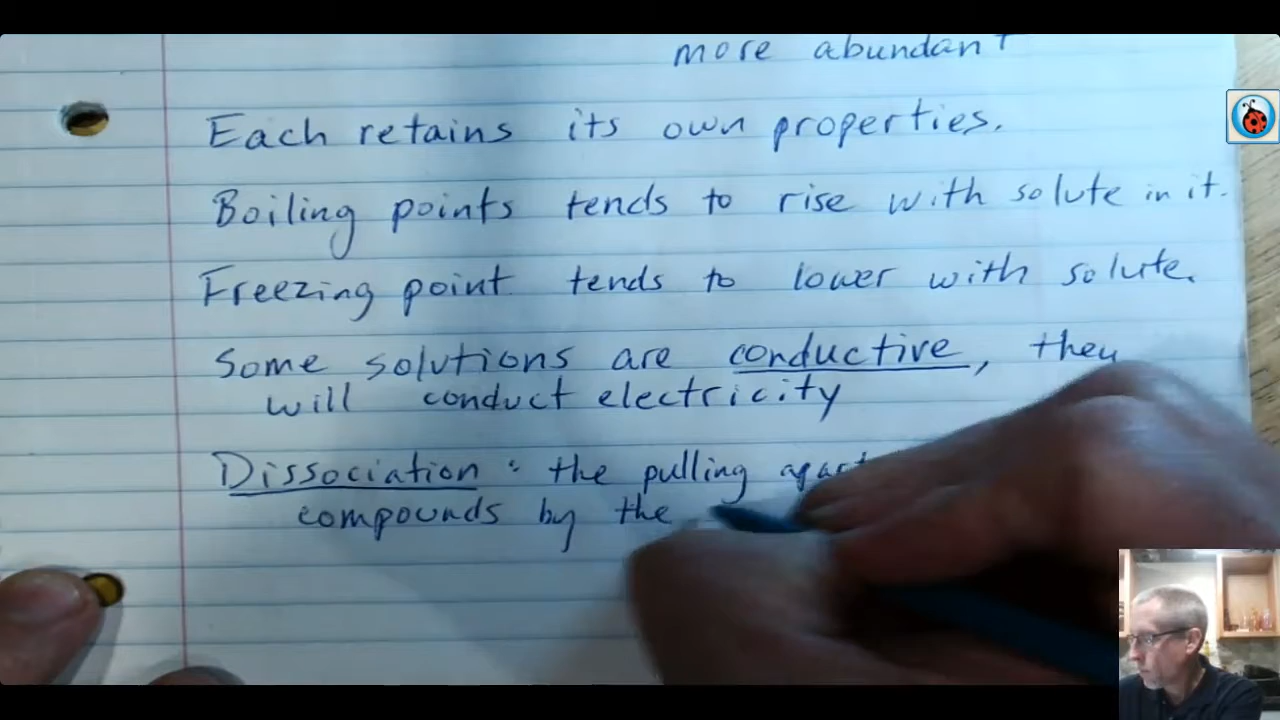 more abundant
Each retains its own properties.
Boiling points tends to rise with solute in it.
Freezing point tends to lower with solute.
Some solutions are conductive, they
will conduct electricity
Dissociation: the pulling apart
compounds by the